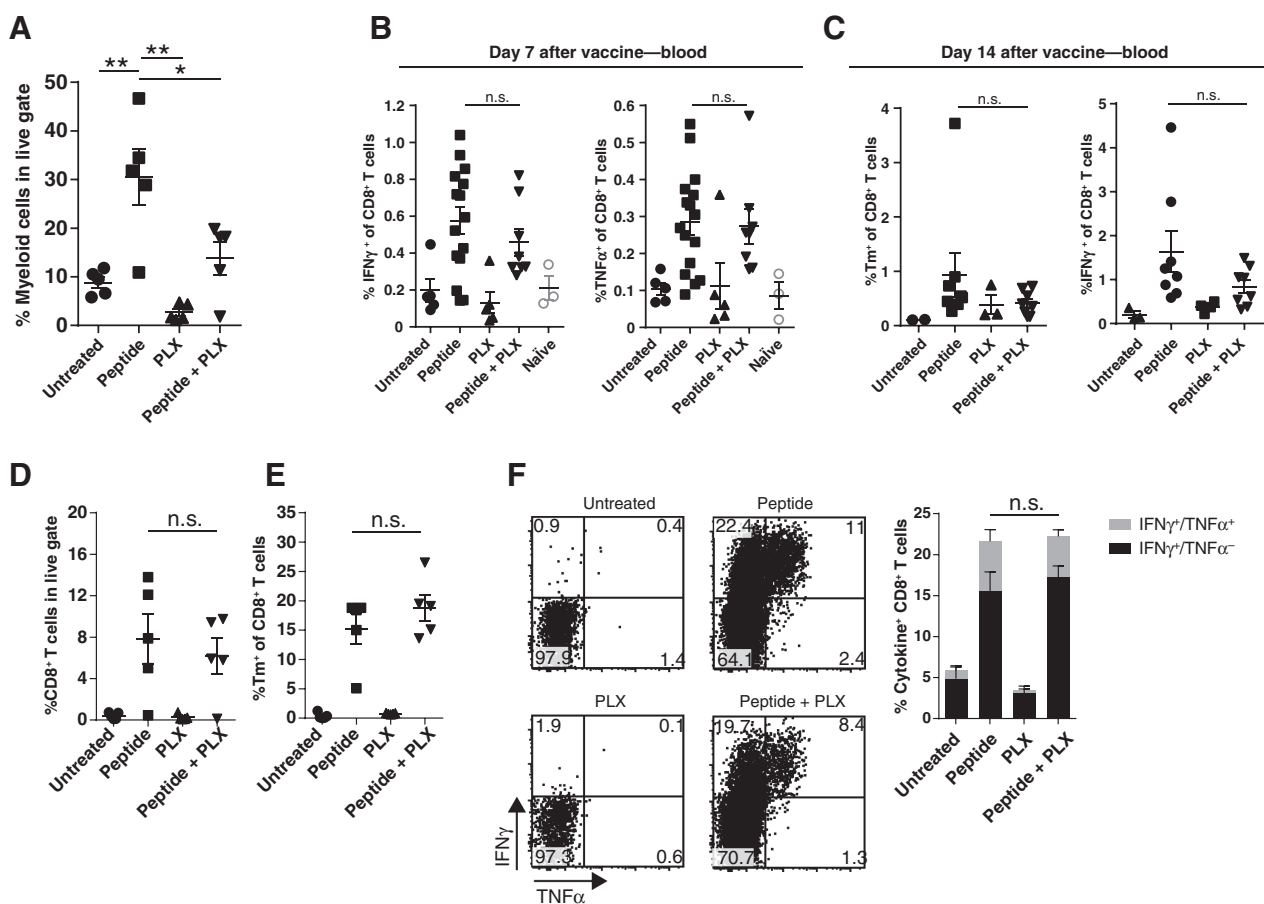 A
B
C
Day 7 after vaccine—blood
Day 14 after vaccine—blood
**
**
*
% Myeloid cells in live gate
50
40
30
20
10
0
Untreated
Peptide
PLX
Peptide + PLX
n.s.
% IFNγ⁺ of CD8⁺ T cells
1.2
1.0
0.8
0.6
0.4
0.2
0
Untreated
Peptide
PLX
Peptide + PLX
Naïve
n.s.
%TNFα⁺ of CD8⁺ T cells
0.6
0.5
0.4
0.3
0.2
0.1
0
Untreated
Peptide
PLX
Peptide + PLX
Naïve
n.s.
%Tm⁺ of CD8⁺ T cells
4
3
2
1
0
Untreated
Peptide
PLX
Peptide + PLX
n.s.
%IFNγ⁺ of CD8⁺ T cells
5
4
3
2
1
0
Untreated
Peptide
PLX
Peptide + PLX
D
E
F
n.s.
%CD8⁺ T cells in live gate
20
16
12
8
4
0
Untreated
Peptide
PLX
Peptide + PLX
n.s.
%Tm⁺ of CD8⁺ T cells
35
30
25
20
15
10
5
0
Untreated
Peptide
PLX
Peptide + PLX
Untreated
0.9
0.4
97.9
1.4
Peptide
22.4
11
64.1
2.4
PLX
1.9
0.1
97.3
0.6
Peptide + PLX
19.7
8.4
70.7
1.3
IFNγ
TNFα
n.s.
% Cytokine⁺ CD8⁺ T cells
25
20
15
10
5
0
Untreated
Peptide
PLX
Peptide + PLX
IFNγ⁺/TNFα⁺
IFNγ⁺/TNFα⁻